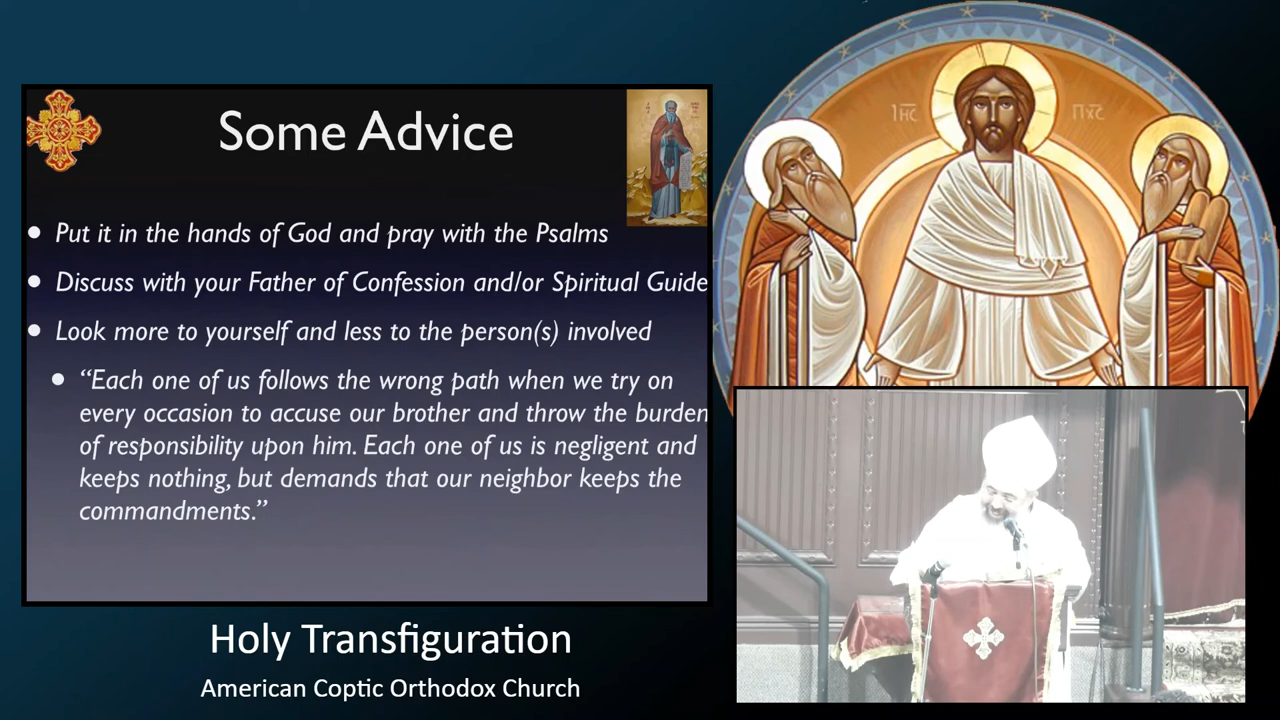 Some Advice
Put it in the hands of God and pray with the Psalms
Discuss with your Father of Confession and/or Spiritual Guide
Look more to yourself and less to the person(s) involved
“Each one of us follows the wrong path when we try on
every occasion to accuse our brother and throw the burden
of responsibility upon him. Each one of us is negligent and
keeps nothing, but demands that our neighbor keeps the
commandments.”
Holy Transfiguration
American Coptic Orthodox Church